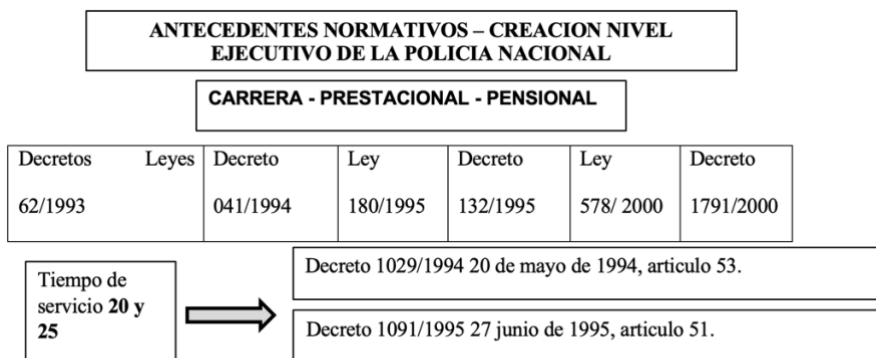 ANTECEDENTES NORMATIVOS – CREACION NIVEL
EJECUTIVO DE LA POLICIA NACIONAL
CARRERA - PRESTACIONAL - PENSIONAL
Decretos Leyes
62/1993
Decreto
041/1994
Ley
180/1995
Decreto
132/1995
Ley
578/ 2000
Decreto
1791/2000
Tiempo de
servicio 20 y
25
Decreto 1029/1994 20 de mayo de 1994, articulo 53.
Decreto 1091/1995 27 junio de 1995, articulo 51.